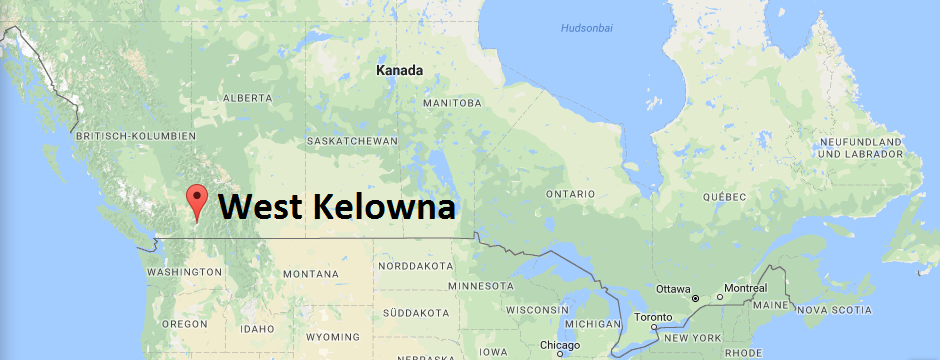 Hudsonbai
Kanada
ALBERTA
MANITOBA
BRITISCH-KOLUMBIEN
SASKATCHEWAN
NEUFUNDLAND
UND LABRADOR
ONTARIO
QUÉBEC
West Kelowna
WASHINGTON
MONTANA
NORDDAKOTA
MINNESOTA
Ottawa
Montreal
MAINE
NOVA SCOTIA
OREGON
IDAHO
SÜDDAKOTA
WISCONSIN
MICHIGAN
Toronto
WYOMING
NEW YORK
Chicago
IOWA
RHODE
NEBRASKA